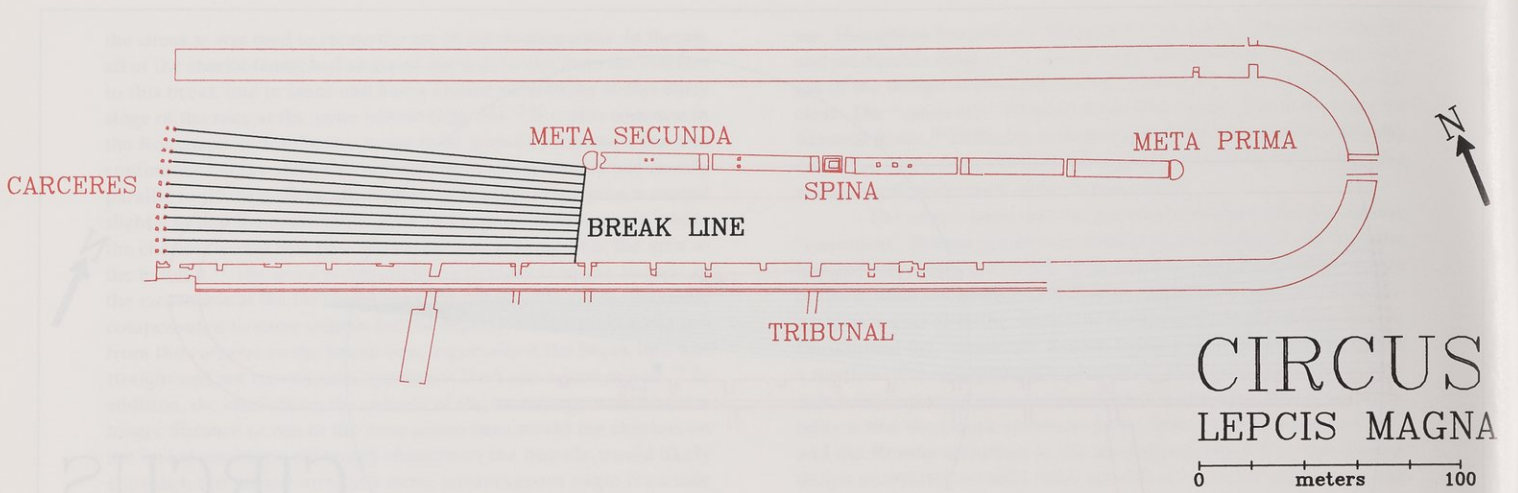 META SECUNDA
META PRIMA
CARCERES
SPINA
BREAK LINE
TRIBUNAL
N
CIRCUS
LEPCIS MAGNA
0 meters 100